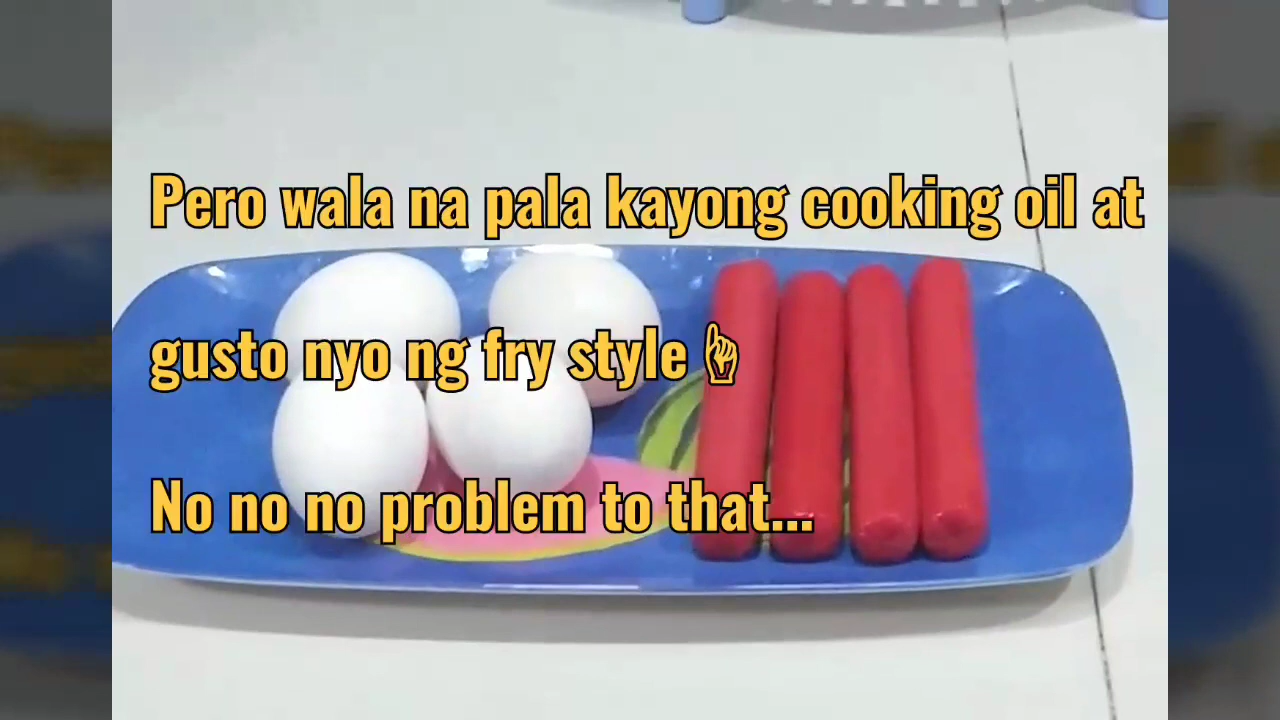 Pero wala na pala kayong cooking oil at
gusto nyo ng fry style ☝
No no no problem to that...